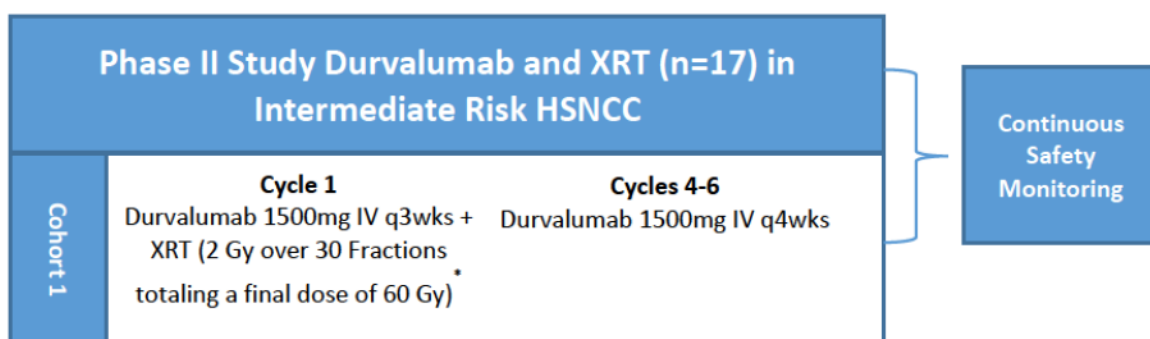 Phase II Study Durvalumab and XRT (n=17) in
Intermediate Risk HSNCC
Continuous
Safety
Monitoring
Cohort 1
Cycle 1
Durvalumab 1500mg IV q3wks +
XRT (2 Gy over 30 Fractions
totaling a final dose of 60 Gy)*
Cycles 4-6
Durvalumab 1500mg IV q4wks